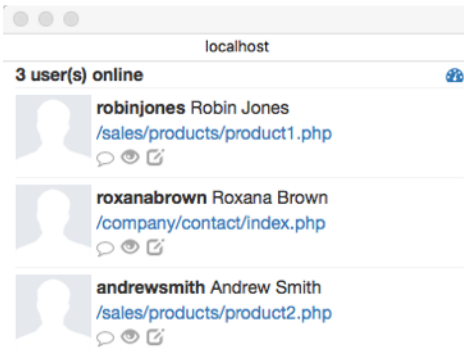 localhost
3 user(s) online
robinjones Robin Jones
/sales/products/product1.php
roxanabrown Roxana Brown
/company/contact/index.php
andrewsmith Andrew Smith
/sales/products/product2.php